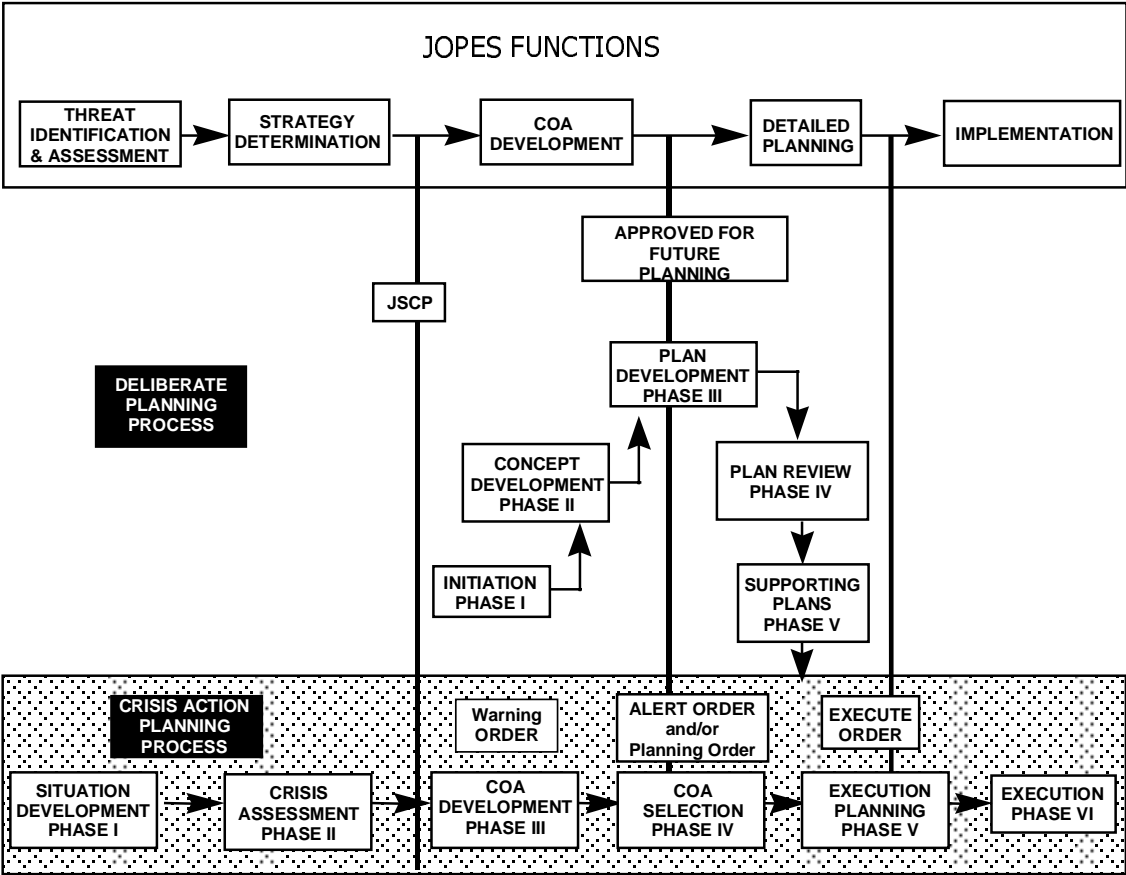 JOPES FUNCTIONS
THREAT
IDENTIFICATION
& ASSESSMENT
STRATEGY
DETERMINATION
COA
DEVELOPMENT
DETAILED
PLANNING
IMPLEMENTATION
APPROVED FOR
FUTURE
PLANNING
JSCP
DELIBERATE
PLANNING
PROCESS
PLAN
DEVELOPMENT
PHASE III
CONCEPT
DEVELOPMENT
PHASE II
PLAN REVIEW
PHASE IV
INITIATION
PHASE I
SUPPORTING
PLANS
PHASE V
CRISIS ACTION
PLANNING
PROCESS
Warning
ORDER
ALERT ORDER
and/or
Planning Order
EXECUTE
ORDER
SITUATION
DEVELOPMENT
PHASE I
CRISIS
ASSESSMENT
PHASE II
COA
DEVELOPMENT
PHASE III
COA
SELECTION
PHASE IV
EXECUTION
PLANNING
PHASE V
EXECUTION
PHASE VI